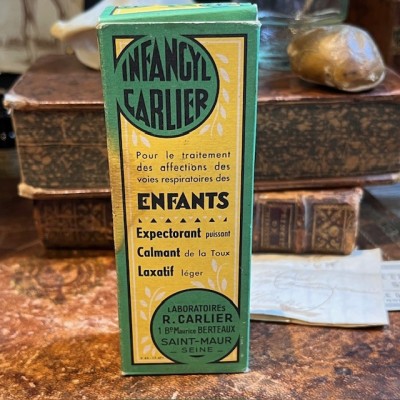 INFANGYL
CARLIER
Pour le traitement
des affections des
voies respiratoires des
ENFANTS
Expectorant puissant
Calmant de la Toux
Laxatif léger
LABORATOIRES
R. CARLIER
1 Bᵈ Maurice BERTEAUX
SAINT-MAUR
- SEINE -